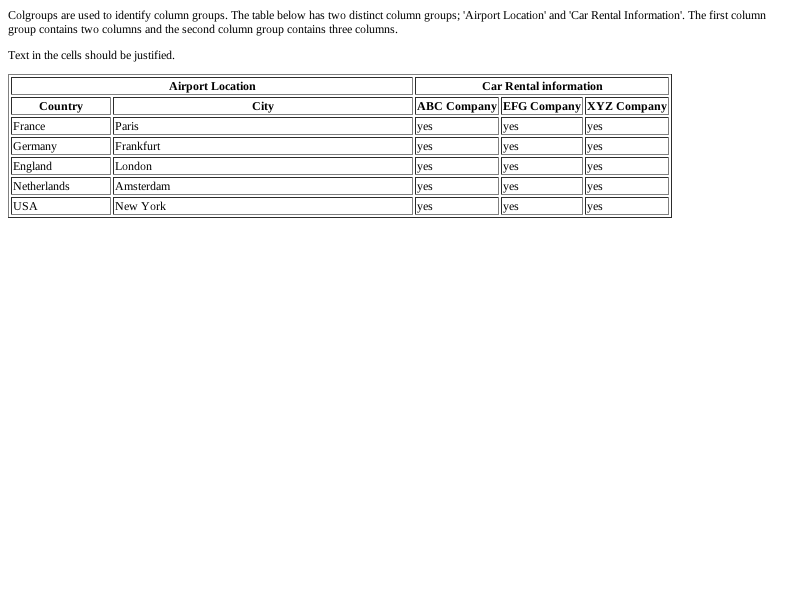 Colgroups are used to identify column groups. The table below has two distinct column groups; 'Airport Location' and 'Car Rental Information'. The first column
group contains two columns and the second column group contains three columns.
Text in the cells should be justified.
Airport Location Car Rental information
Country City ABC Company EFG Company XYZ Company
France Paris yes yes yes
Germany Frankfurt yes yes yes
England London yes yes yes
Netherlands Amsterdam yes yes yes
USA New York yes yes yes